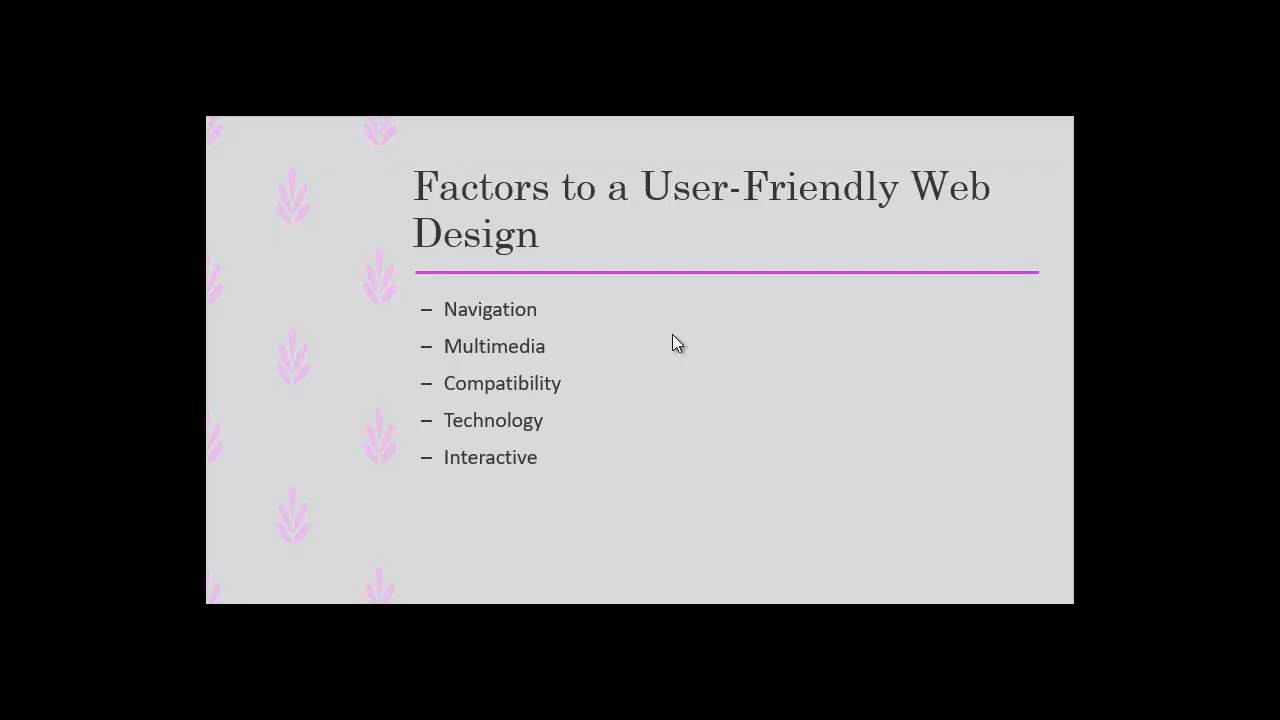 Factors to a User-Friendly Web
Design
– Navigation
– Multimedia
– Compatibility
– Technology
– Interactive